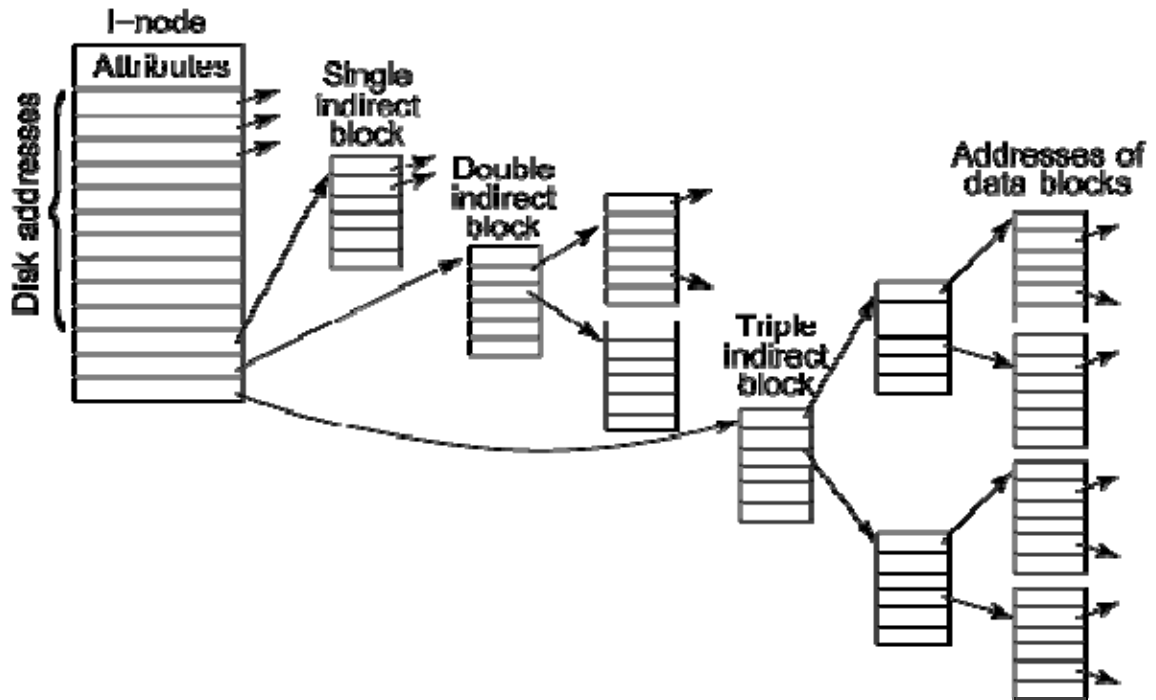 I-node
Attributes
Disk addresses
Single
indirect
block
Double
indirect
block
Triple
indirect
block
Addresses of
data blocks